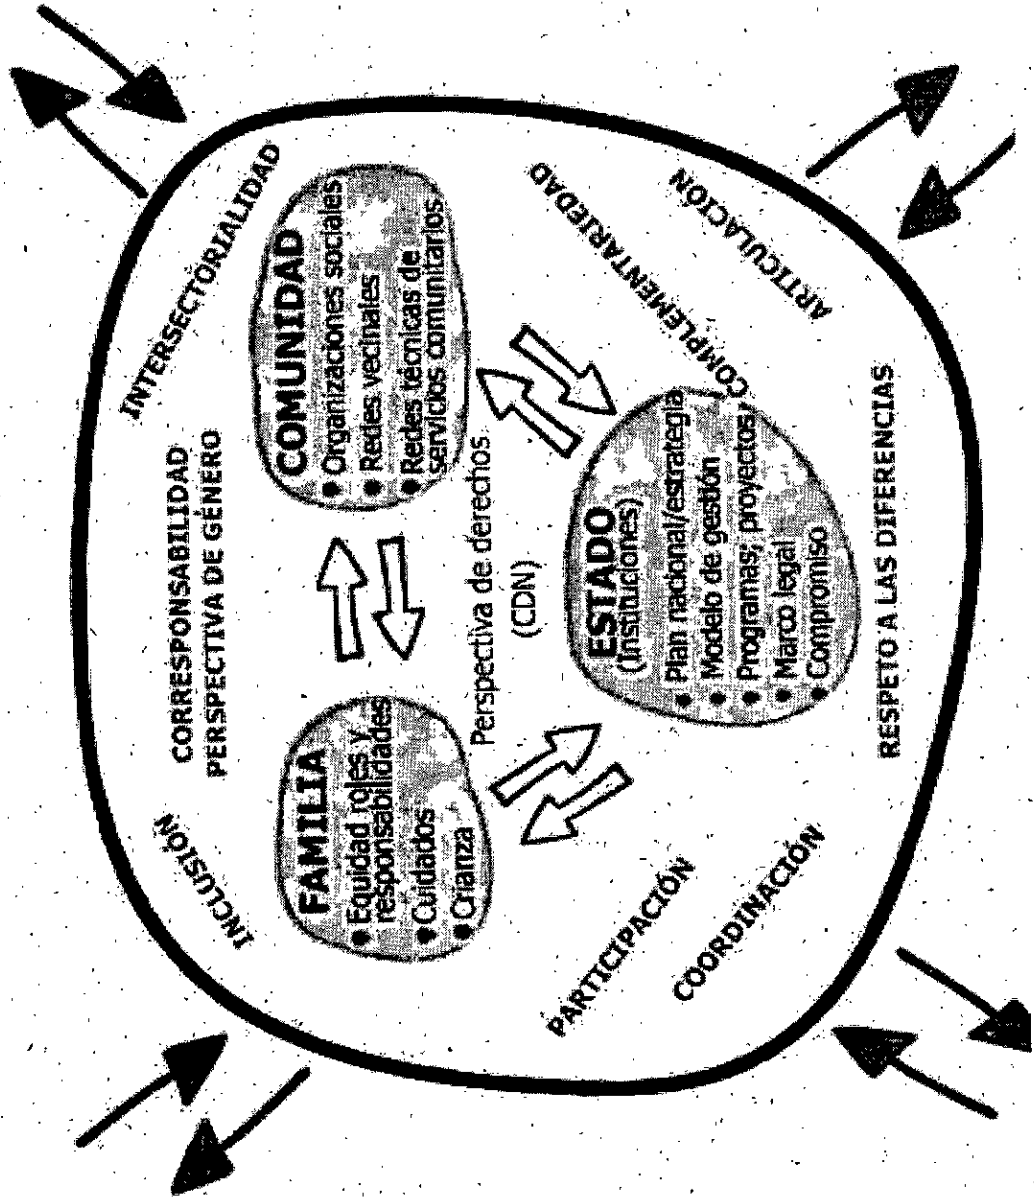 INCLUSIÓN
CORRESPONSABILIDAD
PERSPECTIVA DE GÉNERO
INTERSECTORIALIDAD
FAMILIA
● Equidad roles y
responsabilidades
● Cuidados
● Crianza
COMUNIDAD
● Organizaciones sociales
● Redes vecinales
● Redes técnicas de
servicios comunitarios
Perspectiva de derechos
(CDN)
ESTADO
(Instituciones)
● Plan nacional/estrategia
● Modelo de gestión
● Programas; proyectos
● Marco legal
● Compromiso
PARTICIPACIÓN
COORDINACIÓN
COMPLEMENTARIEDAD
ARTICULACIÓN
RESPETO A LAS DIFERENCIAS